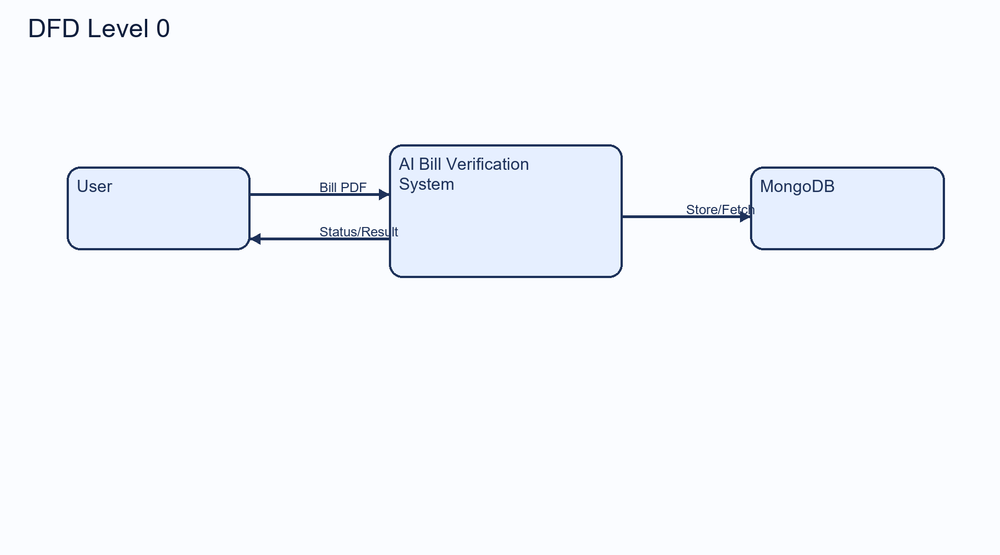 DFD Level 0
User
Bill PDF
Status/Result
AI Bill Verification
System
Store/Fetch
MongoDB